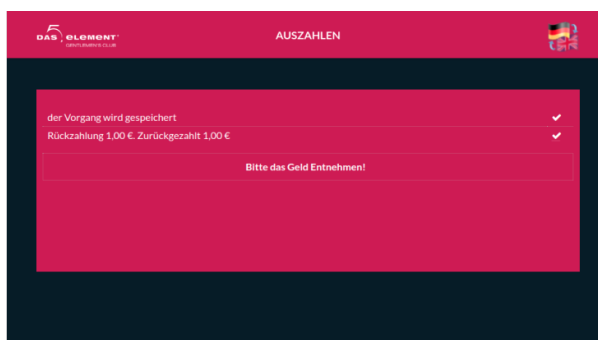 DAS 5. ELEMENT
GENTLEMEN'S CLUB
AUSZAHLEN
der Vorgang wird gespeichert
Rückzahlung 1,00 €. Zurückgezahlt 1,00 €
Bitte das Geld Entnehmen!